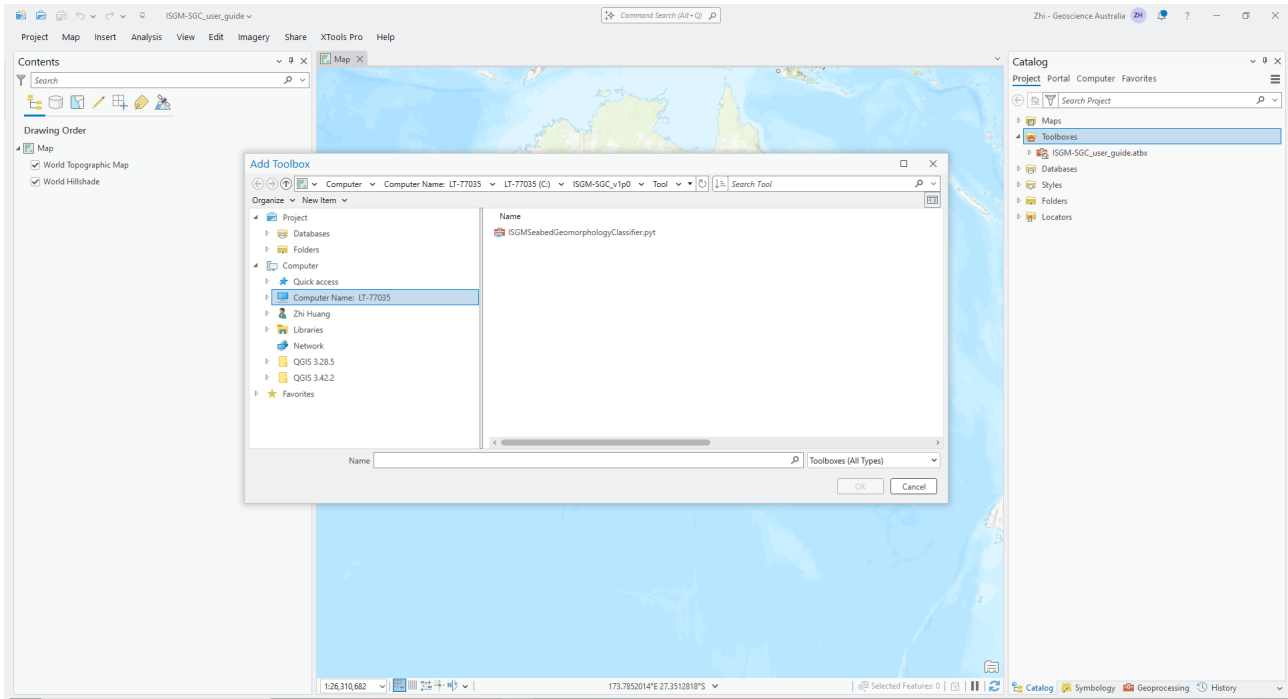 ISGM-SGC_user_guide
Command Search (Alt+Q)
Zhi - Geoscience Australia ZH ?
Project Map Insert Analysis View Edit Imagery Share XTools Pro Help
Contents
Search
Drawing Order
Map
World Topographic Map
World Hillshade
Map
Add Toolbox
Computer Computer Name: LT-77035 LT-77035 (C:) ISGM-SGC_v1p0 Tool Search Tool
Organize New Item
Project
Databases
Folders
Computer
Quick access
Computer Name: LT-77035
Zhi Huang
Libraries
Network
QGIS 3.28.5
QGIS 3.42.2
Favorites
Name
ISGMSeabedGeomorphologyClassifier.pyt
Name
Toolboxes (All Types)
OK Cancel
1:26,310,682
173.7852014°E 27.3512818°S
Selected Features: 0
Catalog
Project Portal Computer Favorites
Search Project
Maps
Toolboxes
ISGM-SGC_user_guide.atbx
Databases
Styles
Folders
Locators
Catalog Symbology Geoprocessing History